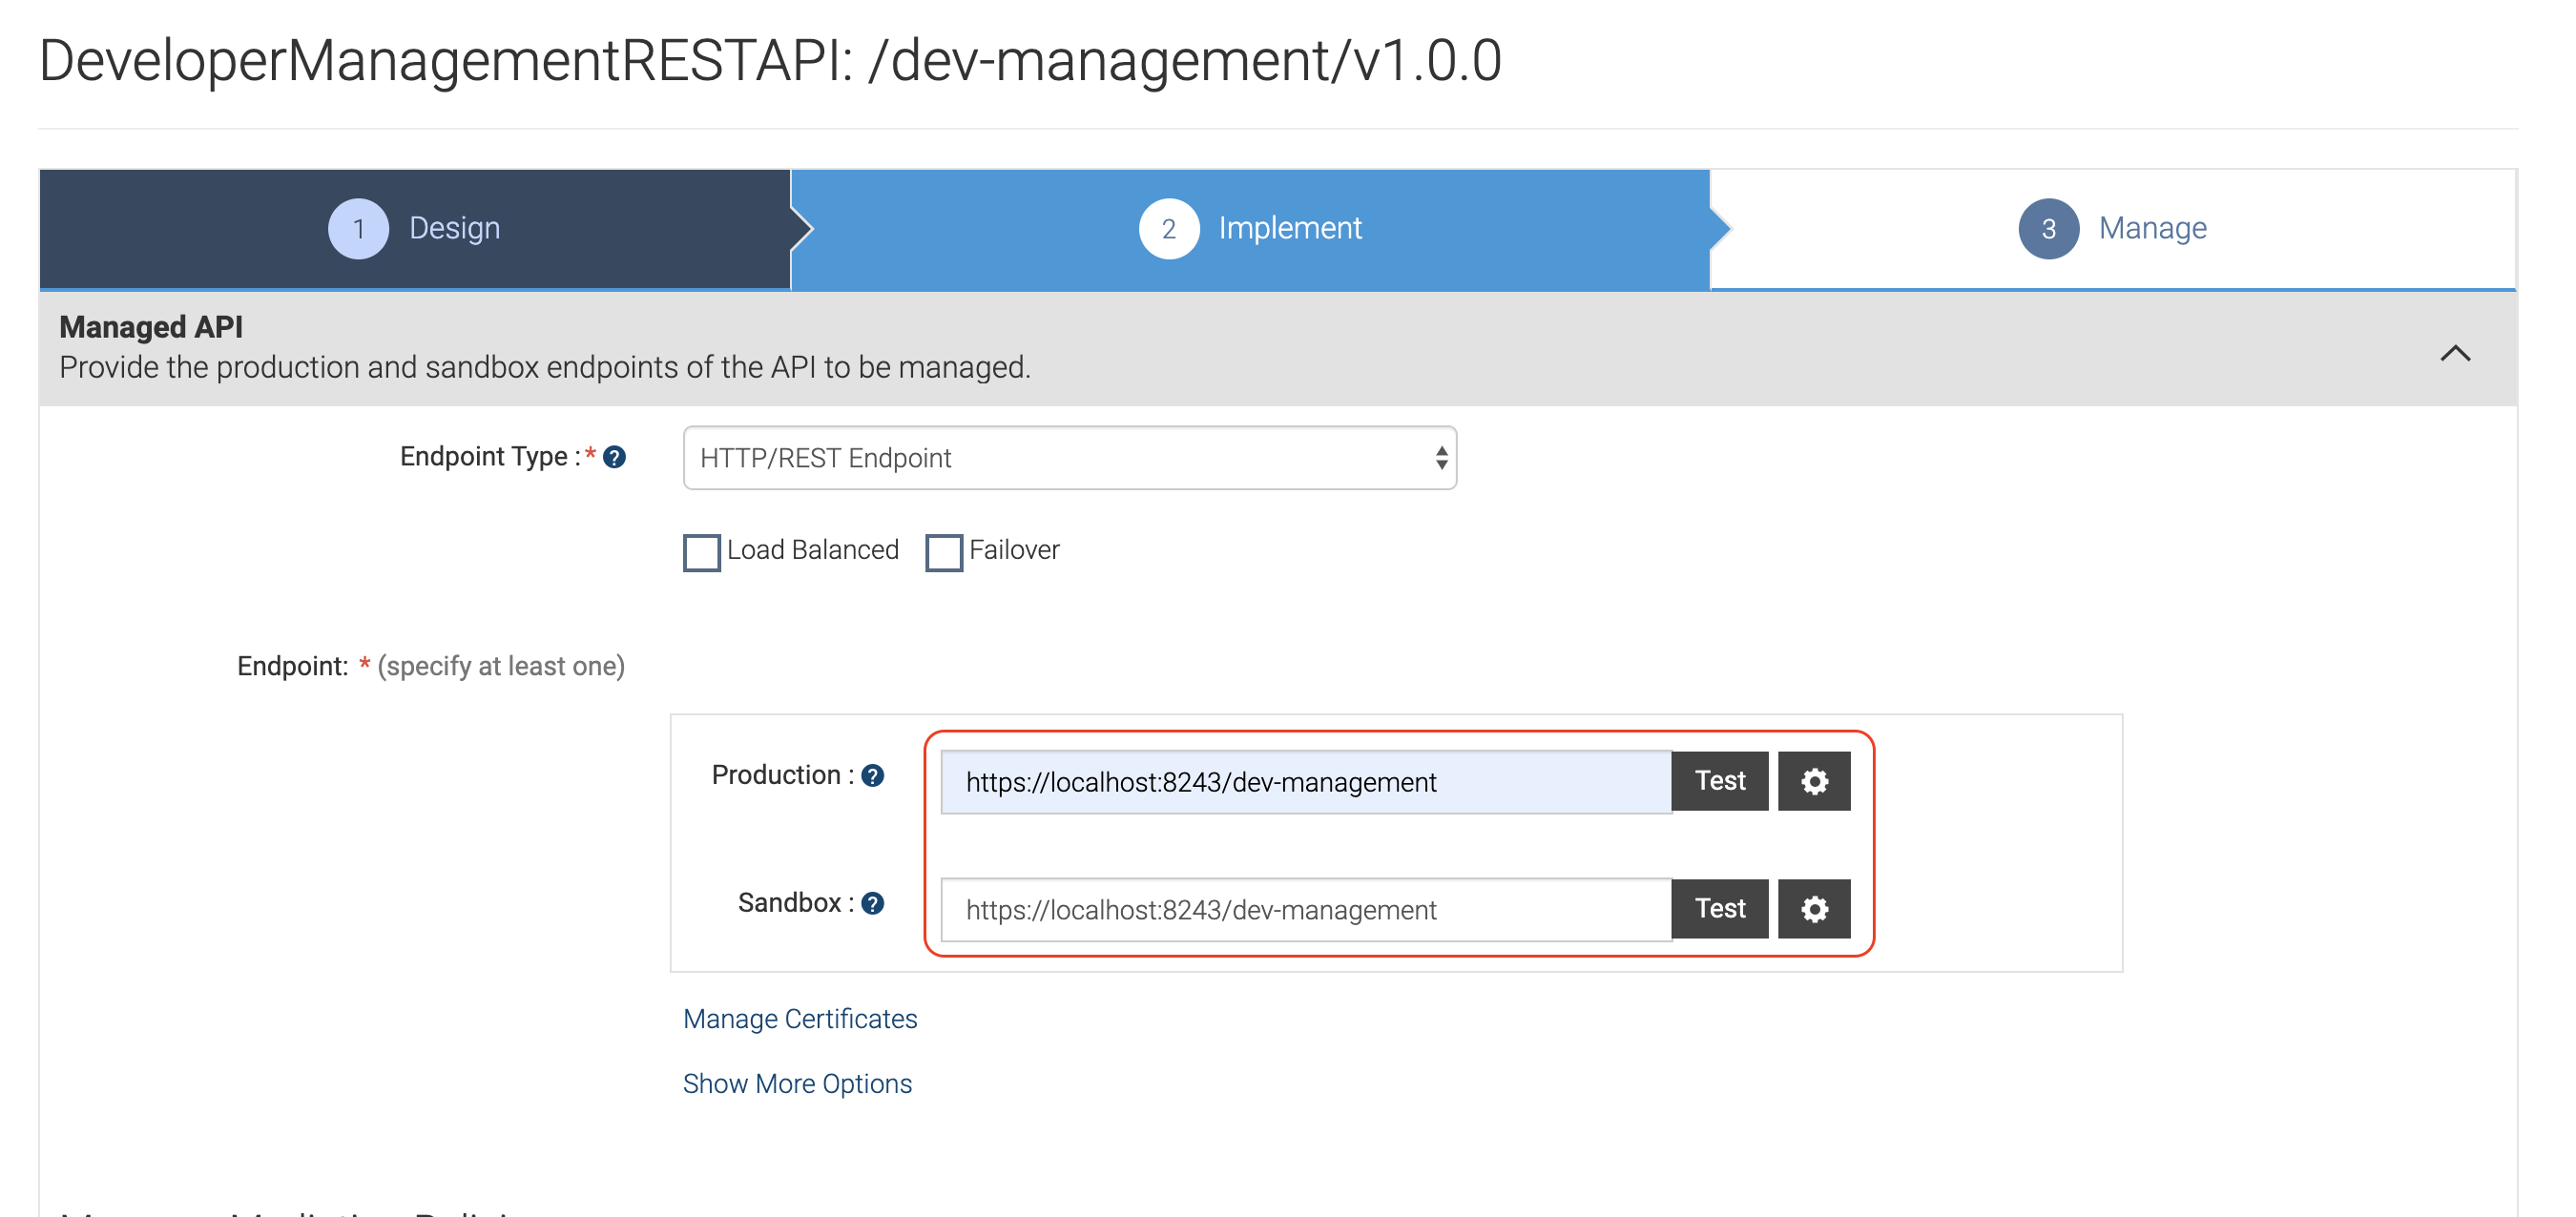 DeveloperManagementRESTAPI: /dev-management/v1.0.0
1 Design 2 Implement 3 Manage
Managed API
Provide the production and sandbox endpoints of the API to be managed.
Endpoint Type : * ? HTTP/REST Endpoint
Load Balanced Failover
Endpoint: * (specify at least one)
Production : ? https://localhost:8243/dev-management Test
Sandbox : ? https://localhost:8243/dev-management Test
Manage Certificates
Show More Options